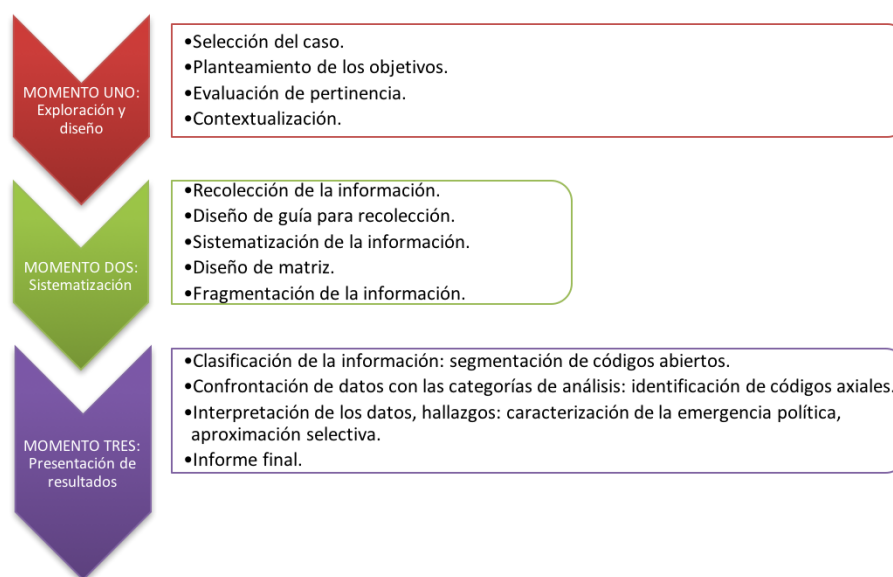 MOMENTO UNO:
Exploración y
diseño
•Selección del caso.
•Planteamiento de los objetivos.
•Evaluación de pertinencia.
•Contextualización.
MOMENTO DOS:
Sistematización
•Recolección de la información.
•Diseño de guía para recolección.
•Sistematización de la información.
•Diseño de matriz.
•Fragmentación de la información.
MOMENTO TRES:
Presentación de
resultados
•Clasificación de la información: segmentación de códigos abiertos.
•Confrontación de datos con las categorías de análisis: identificación de códigos axiales.
•Interpretación de los datos, hallazgos: caracterización de la emergencia política,
aproximación selectiva.
•Informe final.